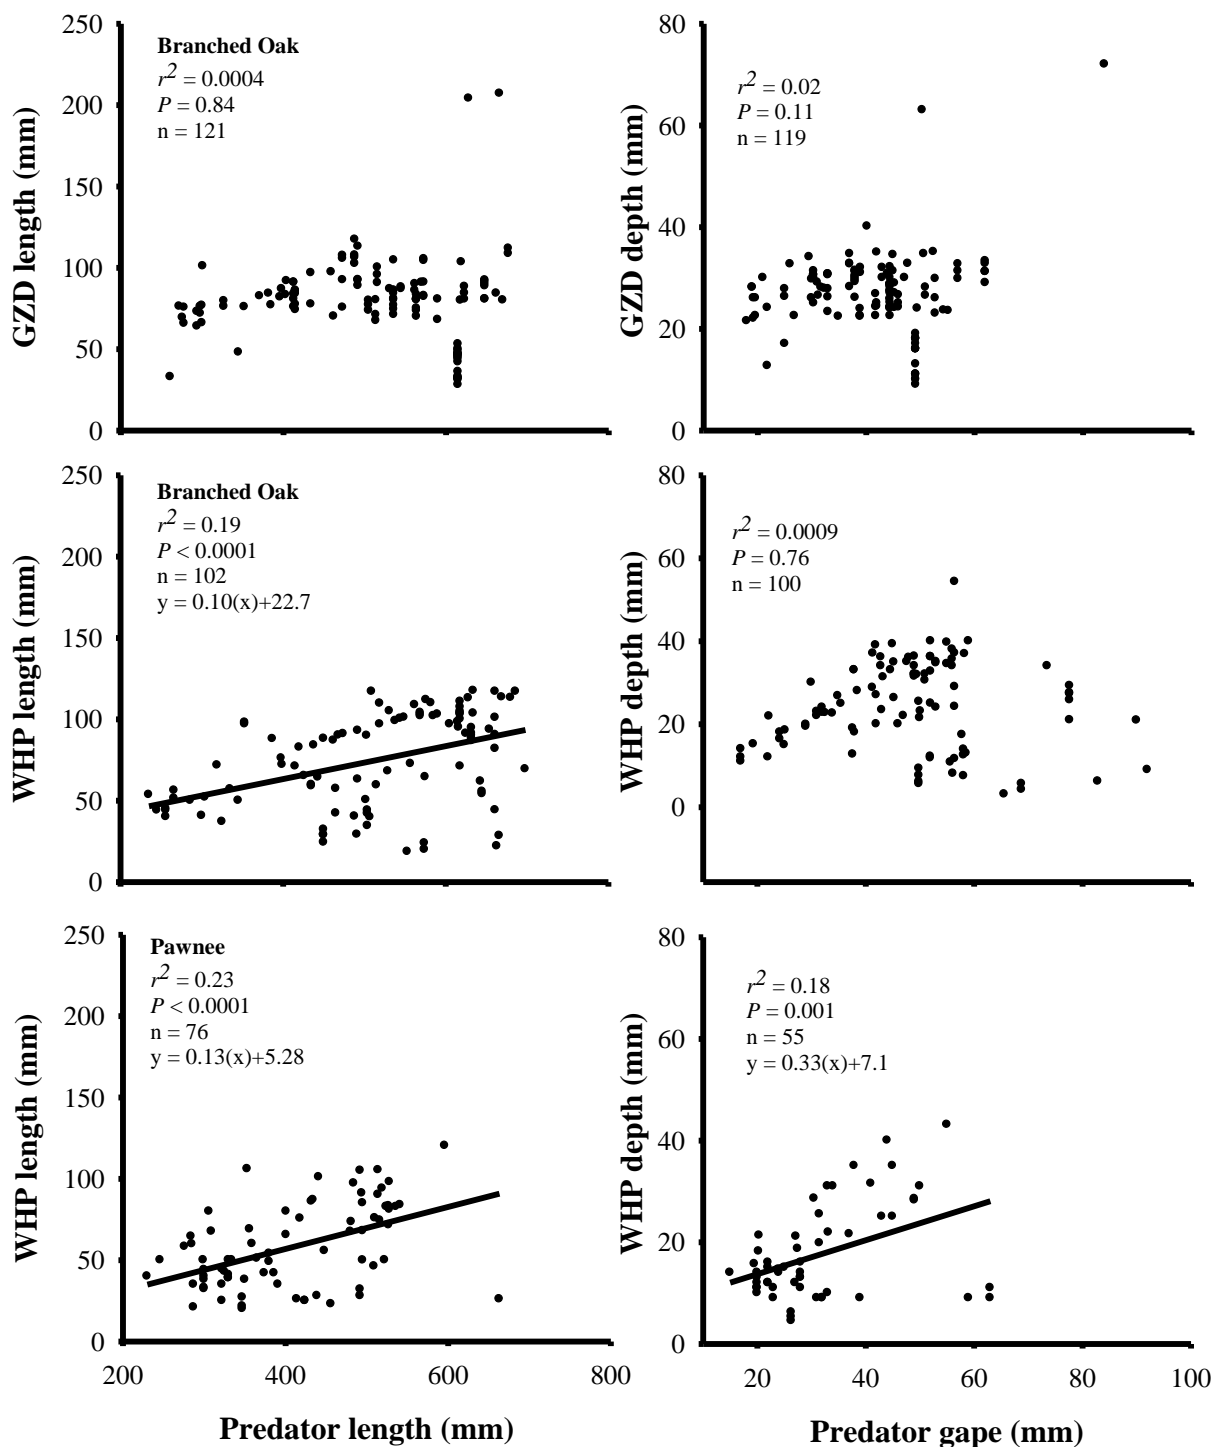 250
200
150
100
50
0
GZD length (mm)
Branched Oak
r2 = 0.0004
P = 0.84
n = 121
80
60
40
20
0
GZD depth (mm)
r2 = 0.02
P = 0.11
n = 119
250
200
150
100
50
0
WHP length (mm)
Branched Oak
r2 = 0.19
P < 0.0001
n = 102
y = 0.10(x)+22.7
80
60
40
20
0
WHP depth (mm)
r2 = 0.0009
P = 0.76
n = 100
250
200
150
100
50
0
WHP length (mm)
Pawnee
r2 = 0.23
P < 0.0001
n = 76
y = 0.13(x)+5.28
200 400 600 800
Predator length (mm)
80
60
40
20
0
WHP depth (mm)
r2 = 0.18
P = 0.001
n = 55
y = 0.33(x)+7.1
20 40 60 80 100
Predator gape (mm)